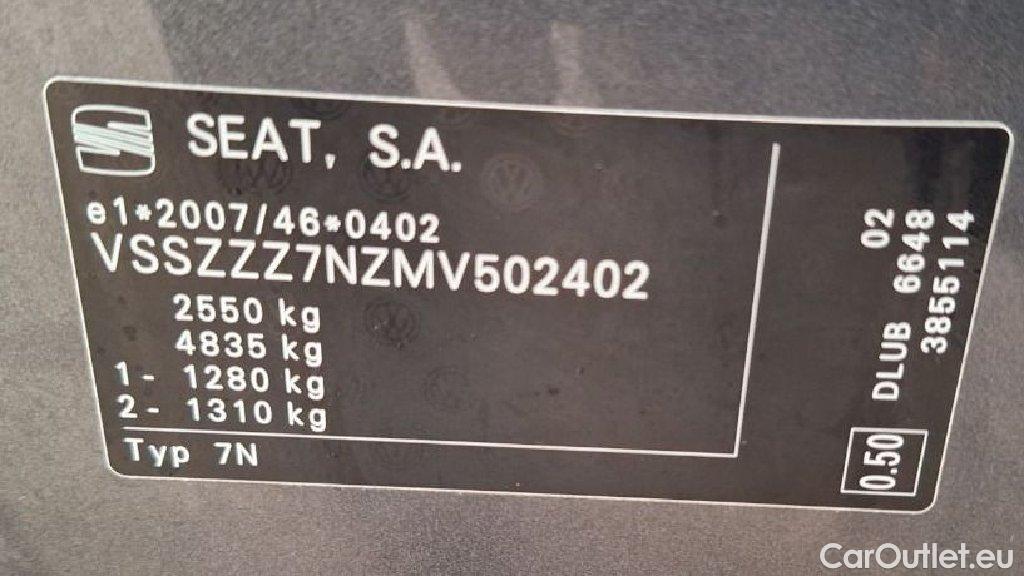 SEAT, S.A.
e1*2007/46*0402
VSSZZZ7NZMV502402
2550 kg
4835 kg
1- 1280 kg
2- 1310 kg
Typ 7N
02
DLUB 6648
3855114
0.50
CarOutlet.eu